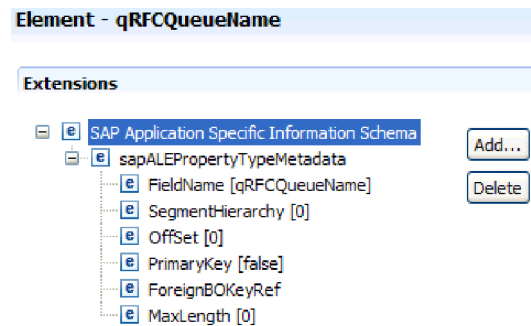 Element - qRFCQueueName
Extensions
SAP Application Specific Information Schema
Add...
sapALEPropertyTypeMetadata
FieldName [qRFCQueueName]
Delete
SegmentHierarchy [0]
OffSet [0]
PrimaryKey [false]
ForeignBOKeyRef
MaxLength [0]